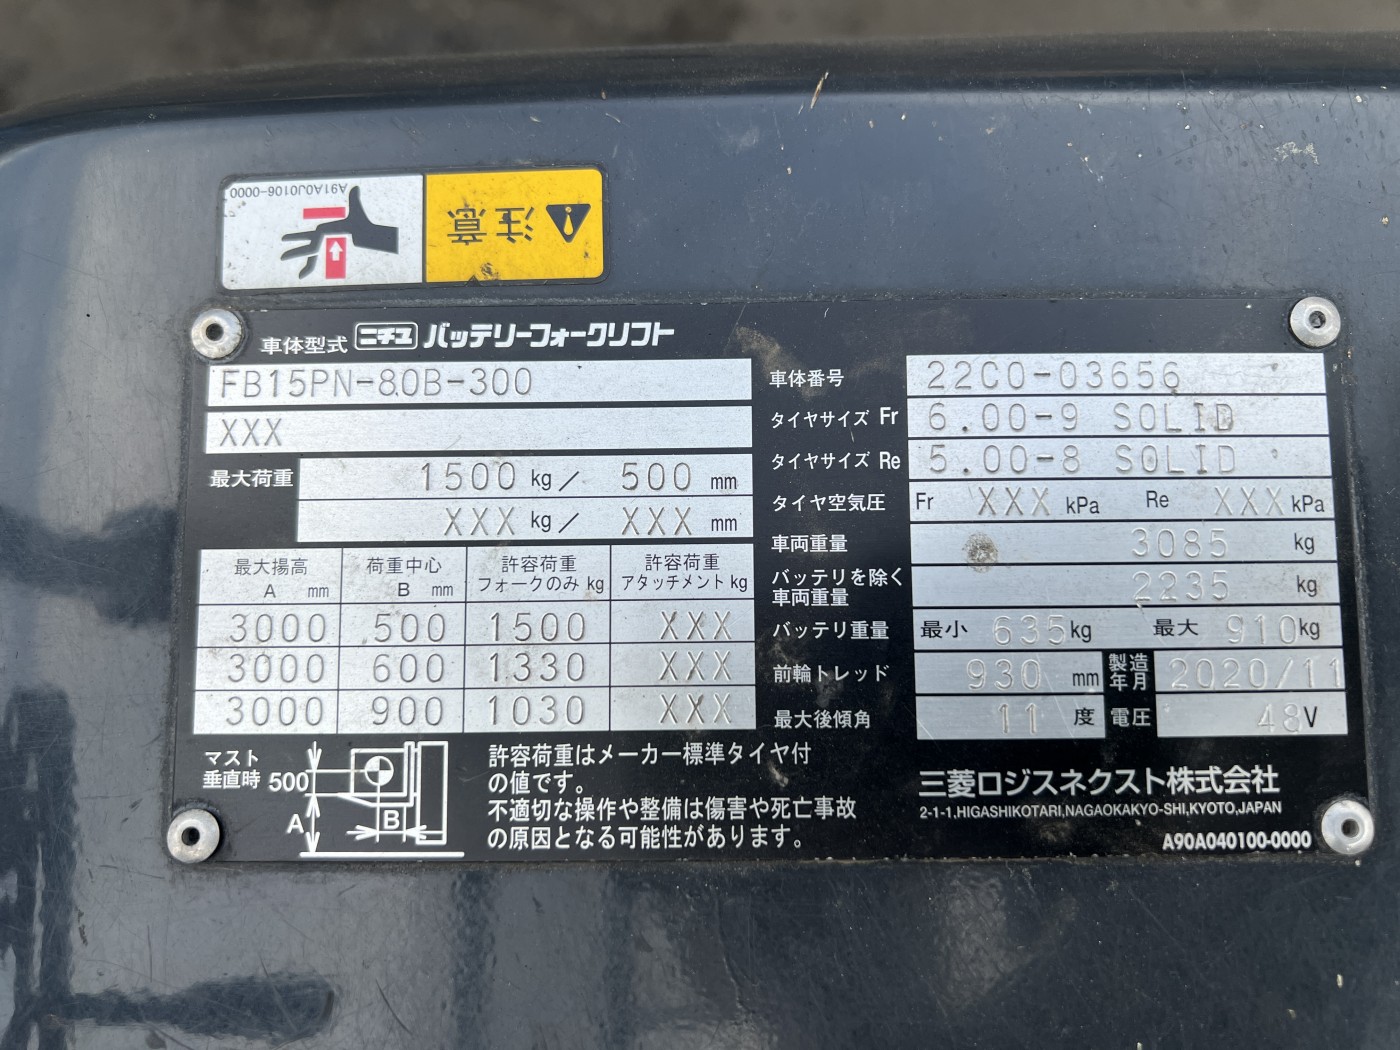 A91A0J0106-0000
注意
車体型式 ニチユ バッテリーフォークリフト
FB15PN-80B-300
XXX
最大荷重 1500 kg/ 500 mm
XXX kg/ XXX mm
最大揚高 A mm 荷重中心 B mm 許容荷重 フォークのみ kg 許容荷重 アタッチメント kg
3000 500 1500 XXX
3000 600 1330 XXX
3000 900 1030 XXX
マスト
垂直時 500
A
B
許容荷重はメーカー標準タイヤ付
の値です。
不適切な操作や整備は傷害や死亡事故
の原因となる可能性があります。
車体番号 22C0-03656
タイヤサイズ Fr 6.00-9 SOLID
タイヤサイズ Re 5.00-8 SOLID
タイヤ空気圧 Fr XXX kPa Re XXX kPa
車両重量 3085 kg
バッテリを除く
車両重量 2235 kg
バッテリ重量 最小 635 kg 最大 910 kg
前輪トレッド 930 mm 製造年月 2020/11
最大後傾角 11 度 電圧 48 V
三菱ロジスネクスト株式会社
2-1-1,HIGASHIKOTARI,NAGAOKAKYO-SHI,KYOTO,JAPAN
A90A040100-0000